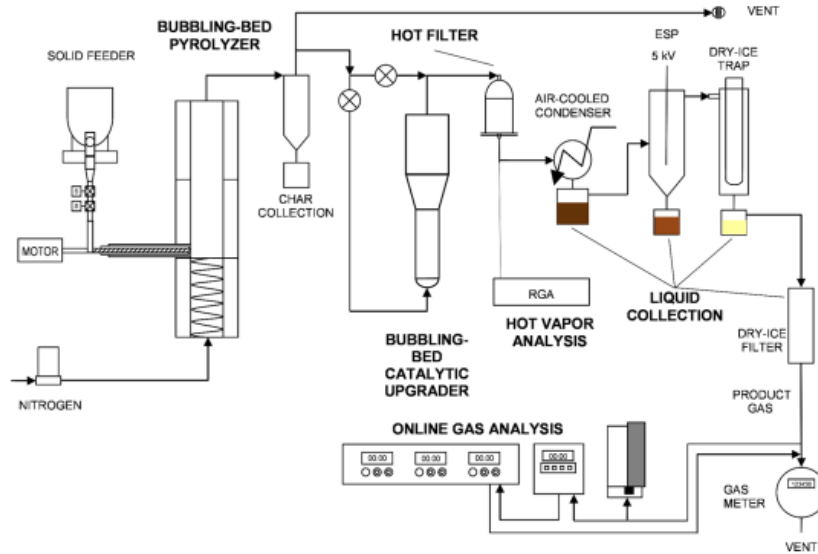 VENT
BUBBLING-BED
PYROLYZER
SOLID FEEDER
HOT FILTER
ESP
5 kV
DRY-ICE
TRAP
AIR-COOLED
CONDENSER
CHAR
COLLECTION
MOTOR
RGA
HOT VAPOR
ANALYSIS
LIQUID
COLLECTION
BUBBLING-
BED
CATALYTIC
UPGRADER
DRY-ICE
FILTER
NITROGEN
PRODUCT
GAS
ONLINE GAS ANALYSIS
00:00
00:00
00:00
00:00
GAS
METER
VENT